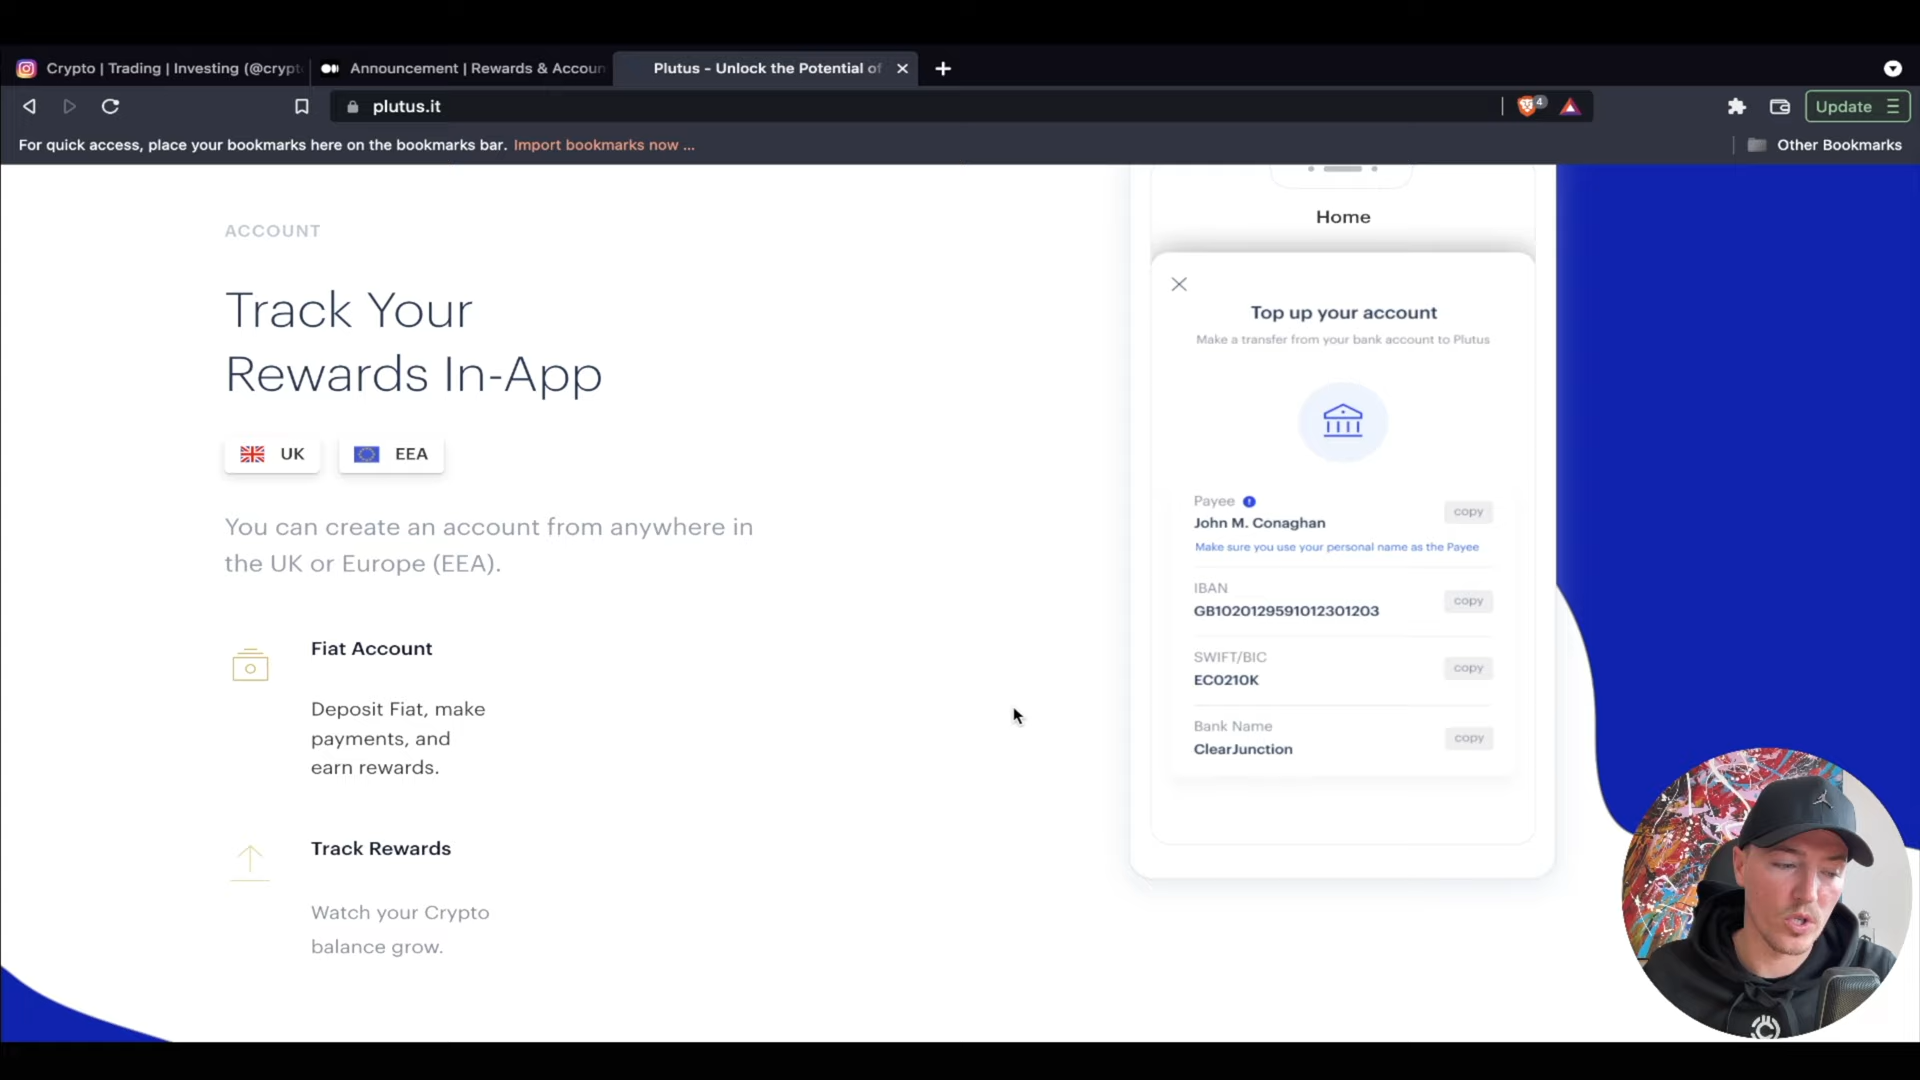 Crypto | Trading | Investing (@crypt
Announcement | Rewards & Accoun
Plutus - Unlock the Potential of
plutus.it
4
Update
For quick access, place your bookmarks here on the bookmarks bar. Import bookmarks now ...
Other Bookmarks
ACCOUNT
Track Your
Rewards In-App
UK
EEA
You can create an account from anywhere in
the UK or Europe (EEA).
Fiat Account
Deposit Fiat, make
payments, and
earn rewards.
Track Rewards
Watch your Crypto
balance grow.
Home
Top up your account
Make a transfer from your bank account to Plutus
Payee
John M. Conaghan
copy
Make sure you use your personal name as the Payee
IBAN
GB1020129591012301203
copy
SWIFT/BIC
EC0210K
copy
Bank Name
ClearJunction
copy